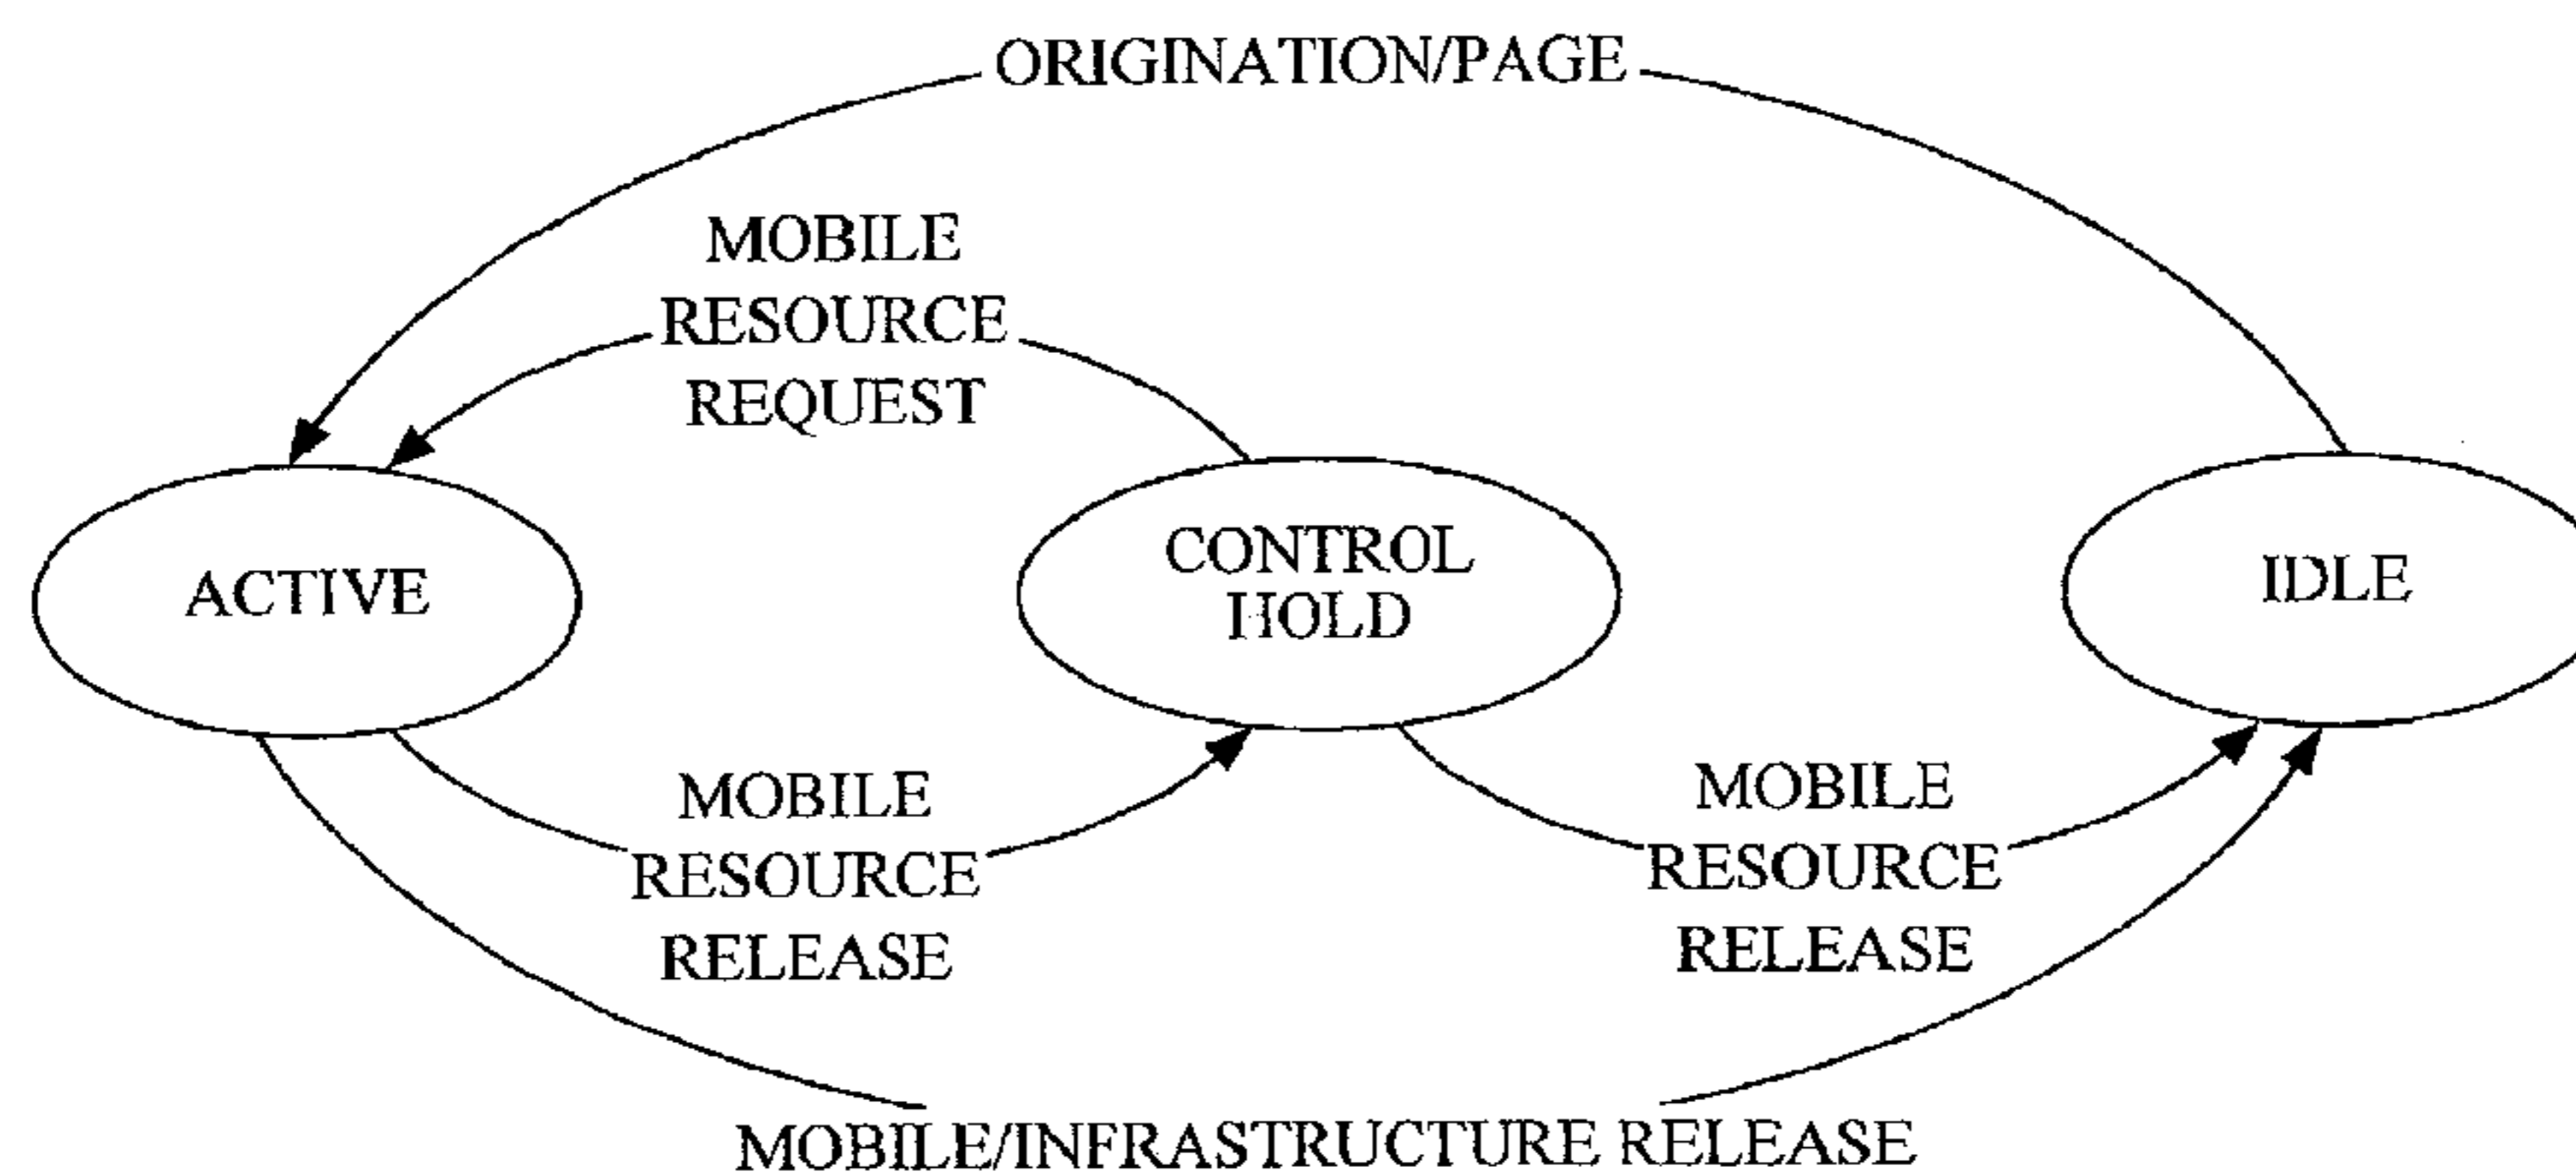 ORIGINATION/PAGE
MOBILE
RESOURCE
REQUEST
ACTIVE
CONTROL
HOLD
IDLE
MOBILE
RESOURCE
RELEASE
MOBILE
RESOURCE
RELEASE
MOBILE/INFRASTRUCTURE RELEASE